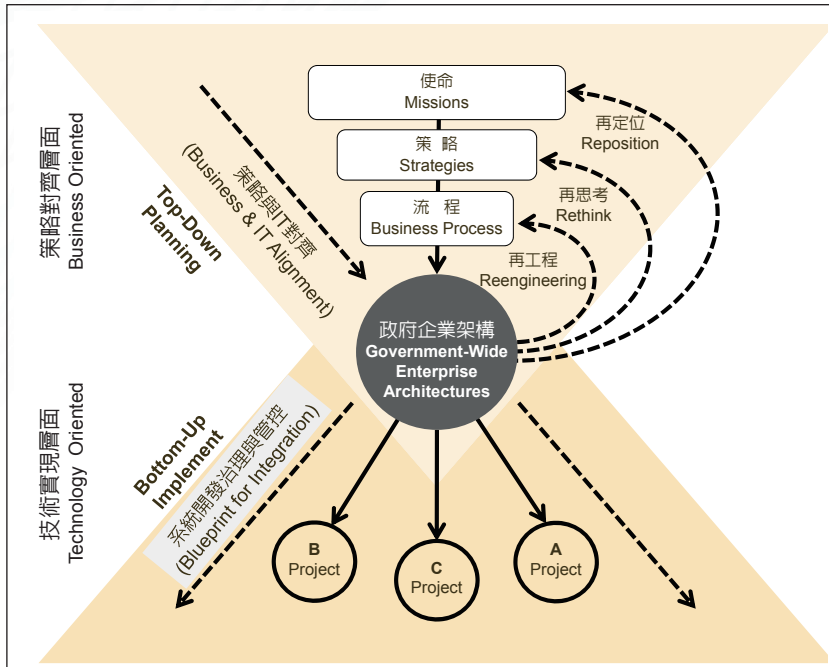 使命
Missions
策 略
Strategies
流 程
Business Process
再定位
Reposition
再思考
Rethink
再工程
Reengineering
策略對齊層面
Business Oriented
Top-Down
Planning
策略與IT對齊
(Business & IT Alignment)
政府企業架構
Government-Wide
Enterprise
Architectures
技術實現層面
Technology Oriented
Bottom-Up
Implement
系統開發治理與管控
(Blueprint for Integration)
B
Project
C
Project
A
Project